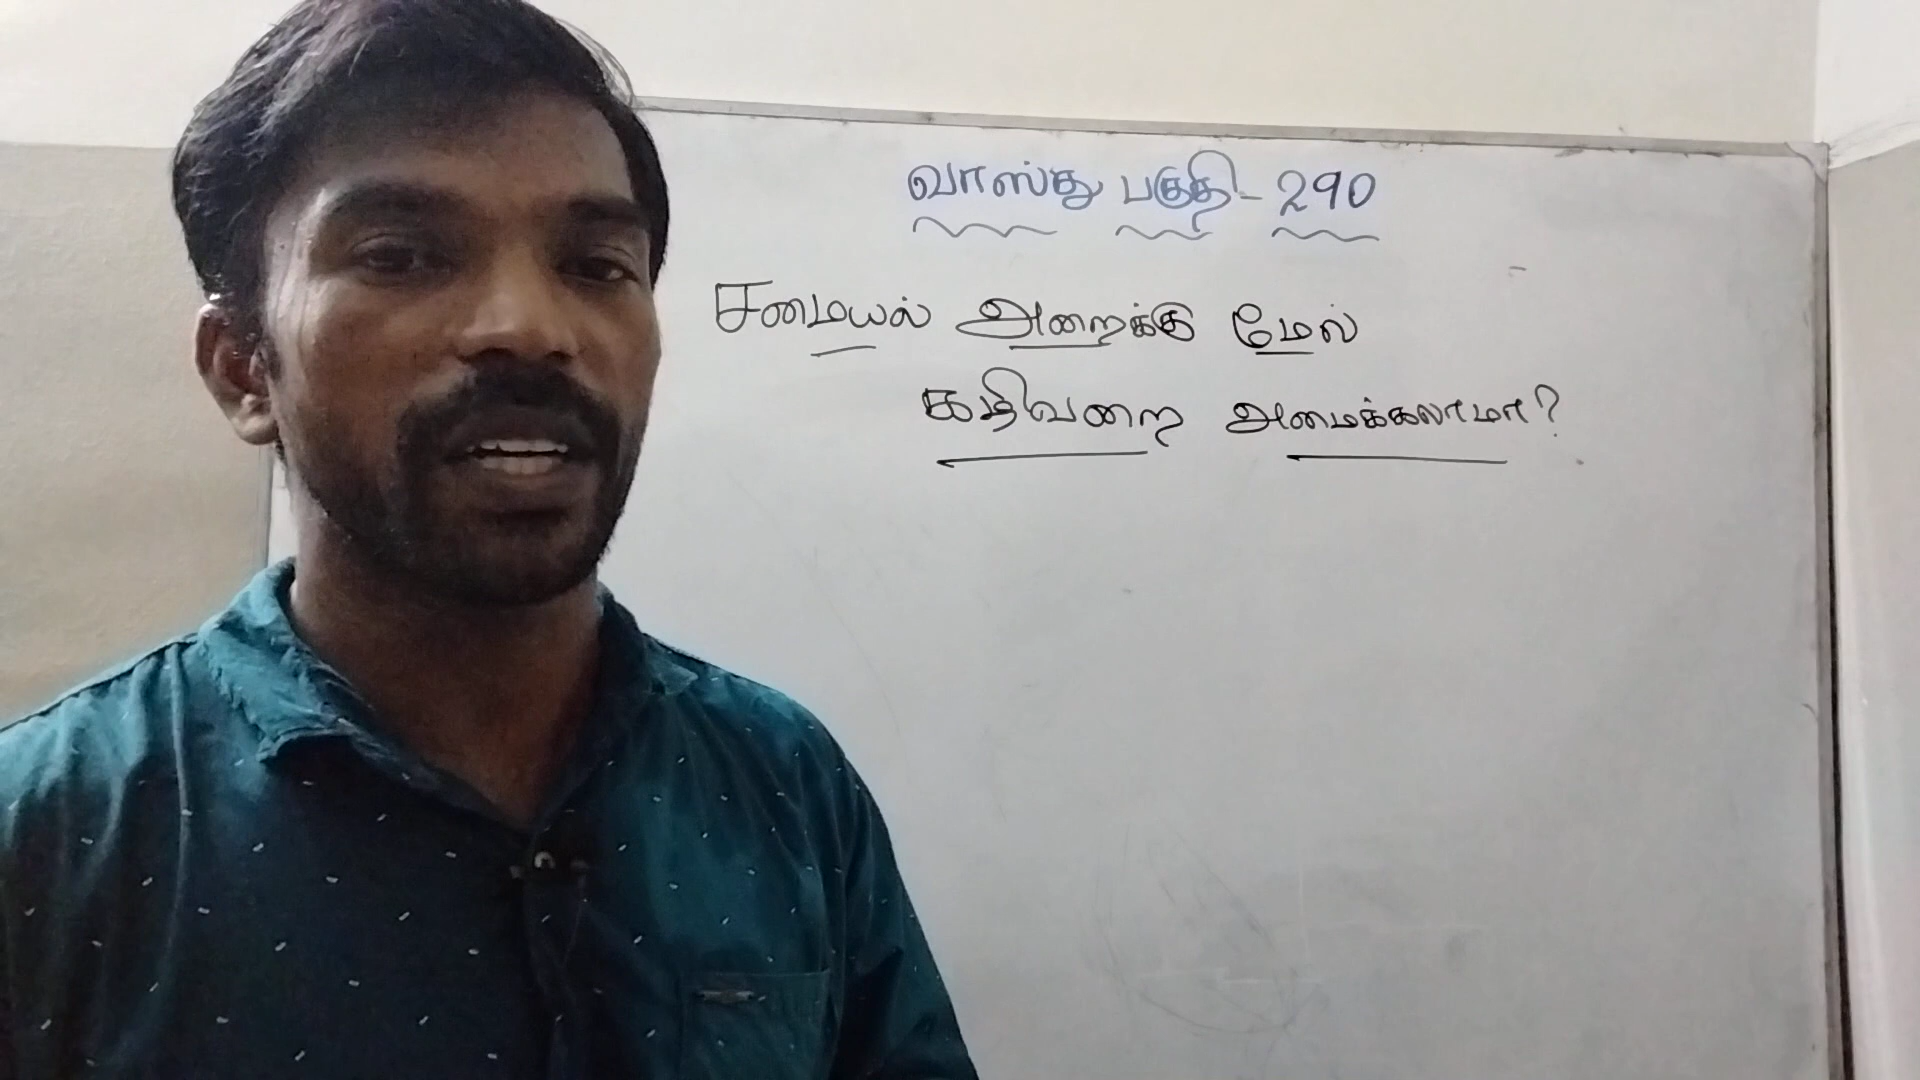 வாஸ்து பகுதி - 290
சமையல் அறைக்கு மேல்
கழிவறை அமைக்கலாமா?